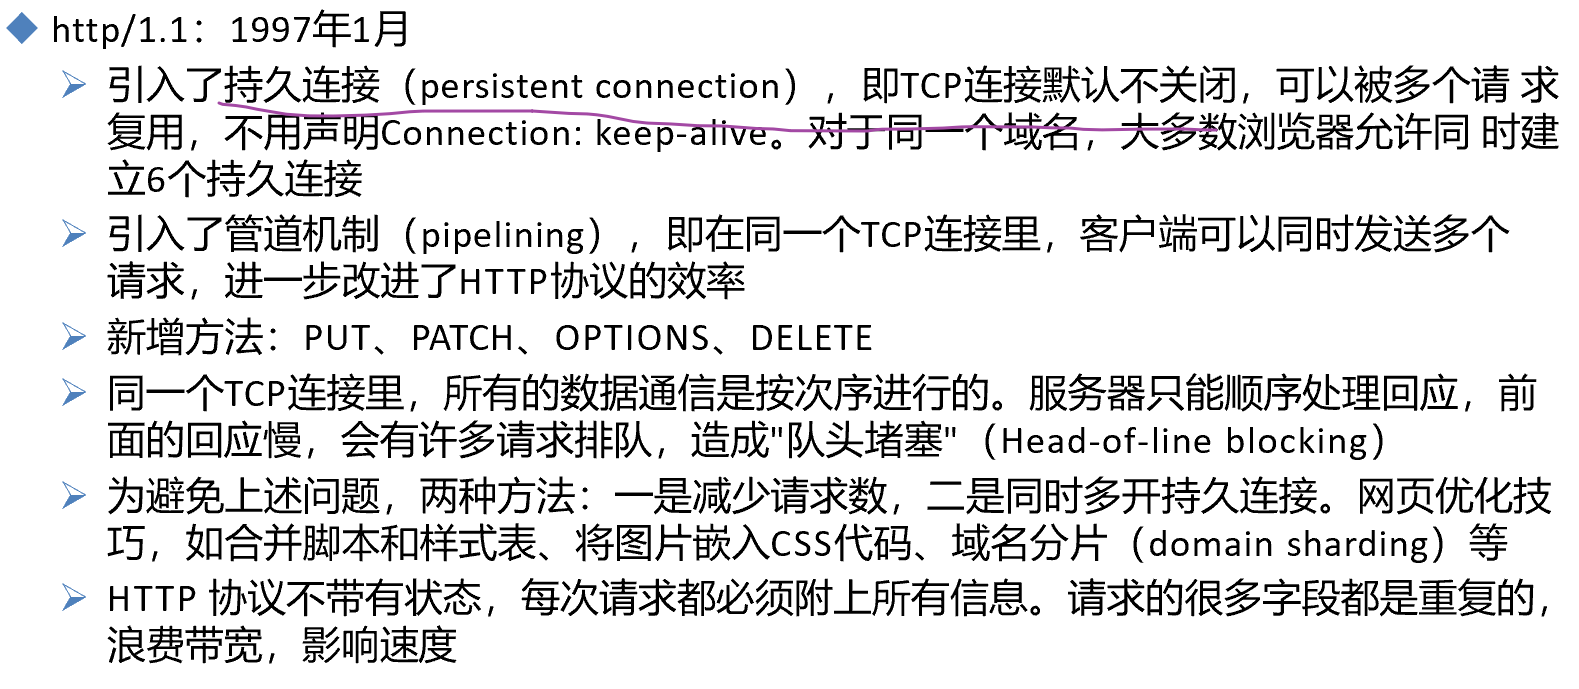 http/1.1：1997年1月
引入了持久连接（persistent connection），即TCP连接默认不关闭，可以被多个请 求
复用，不用声明Connection: keep-alive。对于同一个域名，大多数浏览器允许同 时建
立6个持久连接
引入了管道机制（pipelining），即在同一个TCP连接里，客户端可以同时发送多个
请求，进一步改进了HTTP协议的效率
新增方法：PUT、PATCH、OPTIONS、DELETE
同一个TCP连接里，所有的数据通信是按次序进行的。服务器只能顺序处理回应，前
面的回应慢，会有许多请求排队，造成"队头堵塞"（Head-of-line blocking）
为避免上述问题，两种方法：一是减少请求数，二是同时多开持久连接。网页优化技
巧，如合并脚本和样式表、将图片嵌入CSS代码、域名分片（domain sharding）等
HTTP 协议不带有状态，每次请求都必须附上所有信息。请求的很多字段都是重复的，
浪费带宽，影响速度